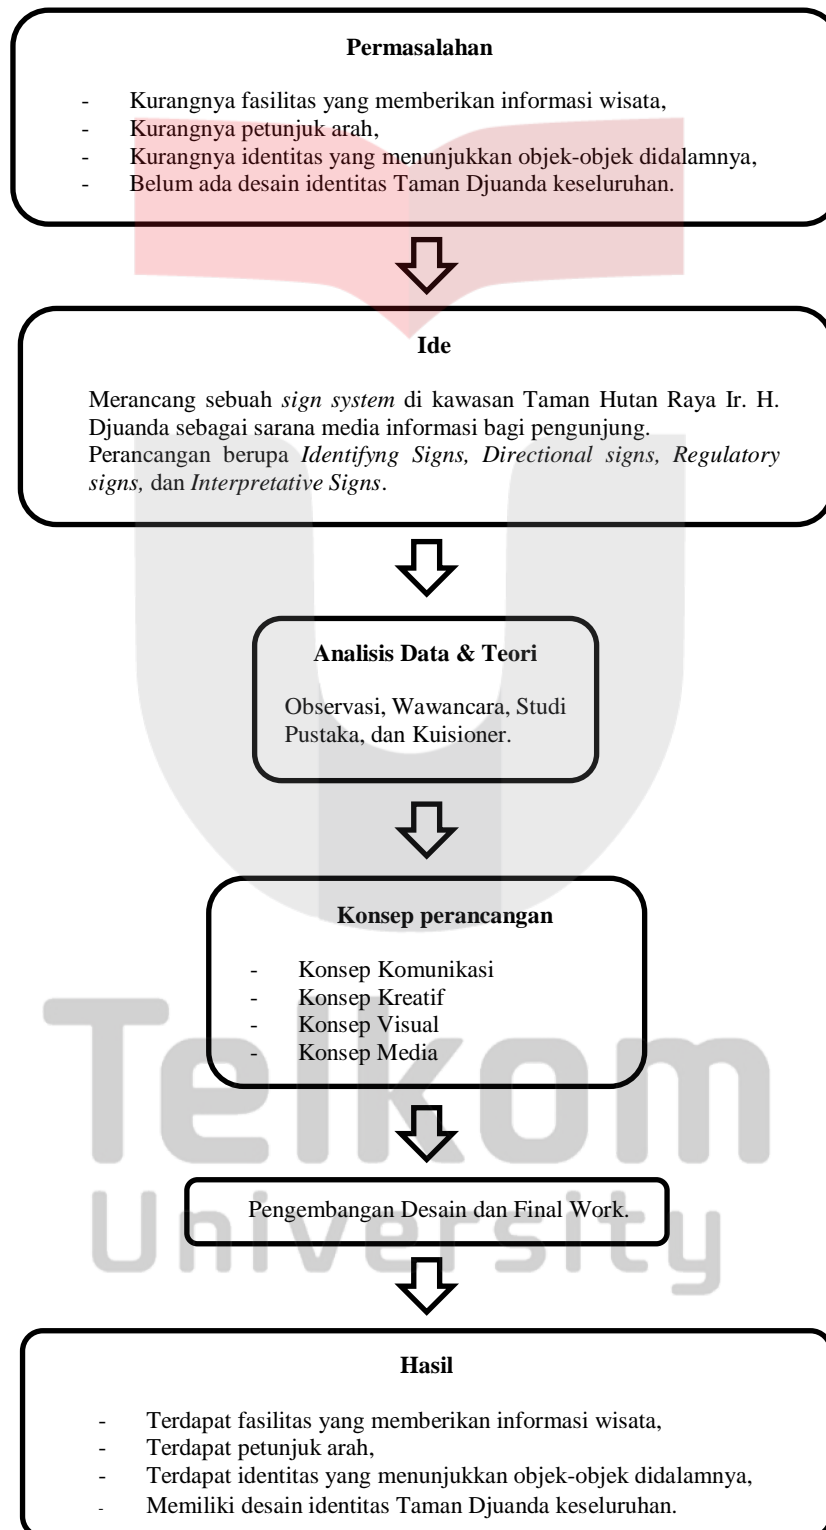 Permasalahan
- Kurangnya fasilitas yang memberikan informasi wisata,
- Kurangnya petunjuk arah,
- Kurangnya identitas yang menunjukkan objek-objek didalamnya,
- Belum ada desain identitas Taman Djuanda keseluruhan.
Ide
Merancang sebuah sign system di kawasan Taman Hutan Raya Ir. H.
Djuanda sebagai sarana media informasi bagi pengunjung.
Perancangan berupa Identifyng Signs, Directional signs, Regulatory
signs, dan Interpretative Signs.
Analisis Data & Teori
Observasi, Wawancara, Studi
Pustaka, dan Kuisioner.
Konsep perancangan
- Konsep Komunikasi
- Konsep Kreatif
- Konsep Visual
- Konsep Media
Telkom
University
Pengembangan Desain dan Final Work.
Hasil
- Terdapat fasilitas yang memberikan informasi wisata,
- Terdapat petunjuk arah,
- Terdapat identitas yang menunjukkan objek-objek didalamnya,
- Memiliki desain identitas Taman Djuanda keseluruhan.